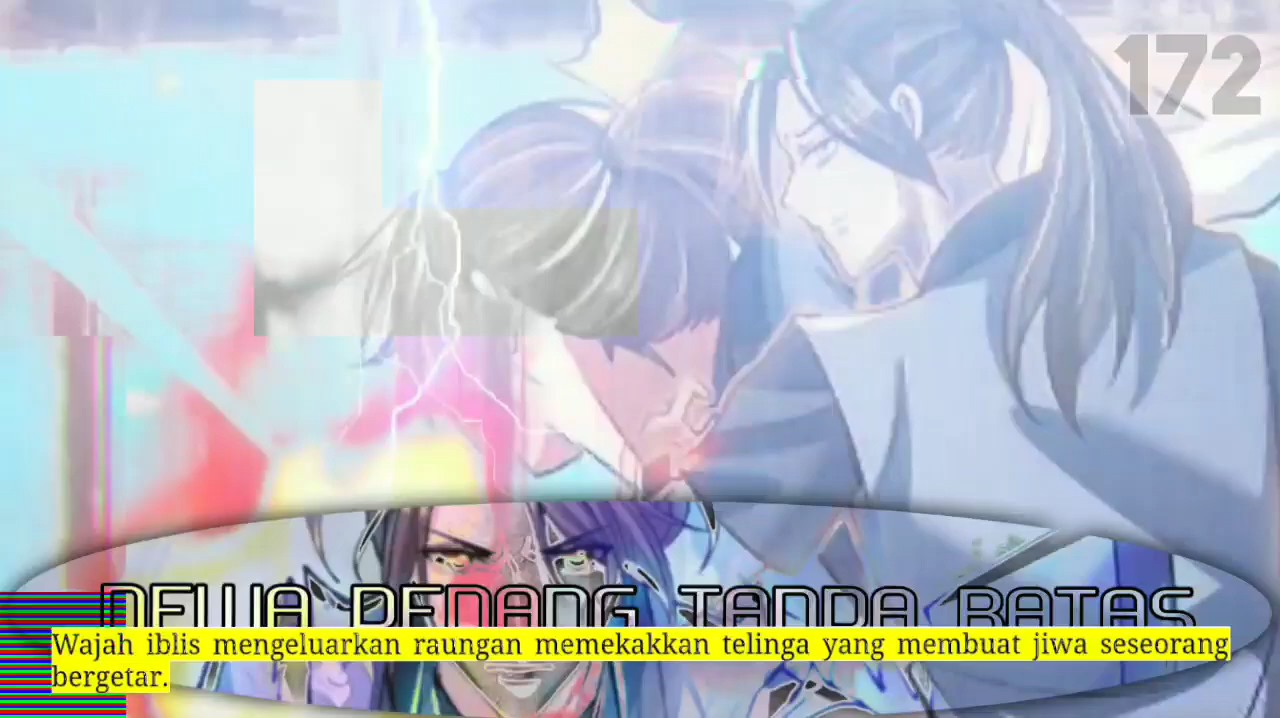 172
DEWA PEDANG TANPA BATAS
Wajah iblis mengeluarkan raungan memekakkan telinga yang membuat jiwa seseorang
bergetar.